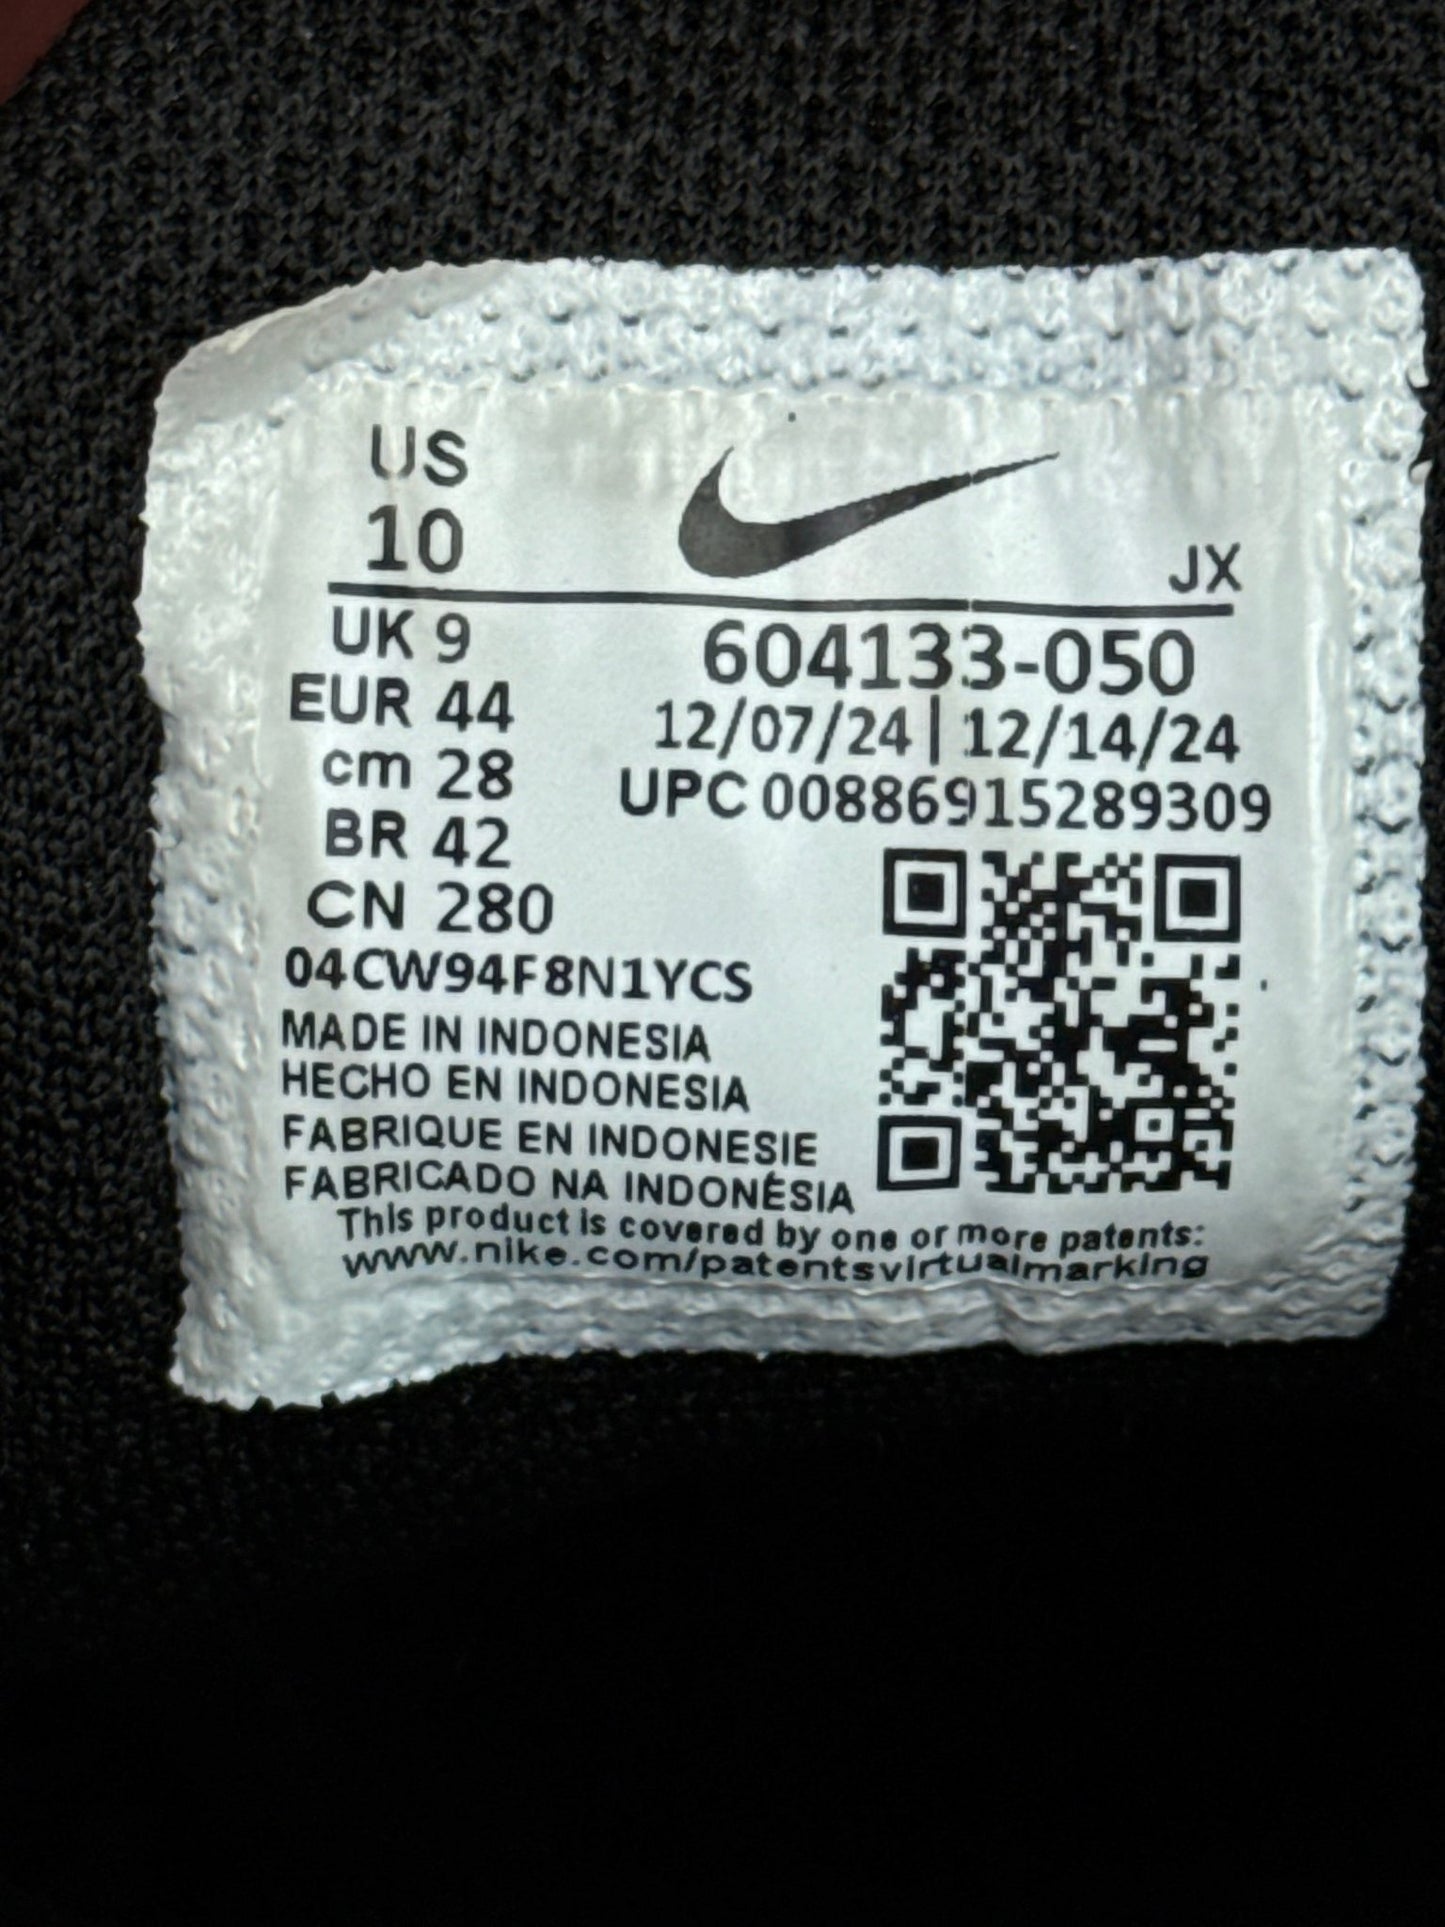 US
10
JX
UK 9
EUR 44
cm 28
BR 42
CN 280
604133-050
12/07/24 | 12/14/24
UPC 00886915289309
04CW94F8N1YCS
MADE IN INDONESIA
HECHO EN INDONESIA
FABRIQUE EN INDONESIE
FABRICADO NA INDONÉSIA
This product is covered by one or more patents:
www.nike.com/patentsvirtualmarking